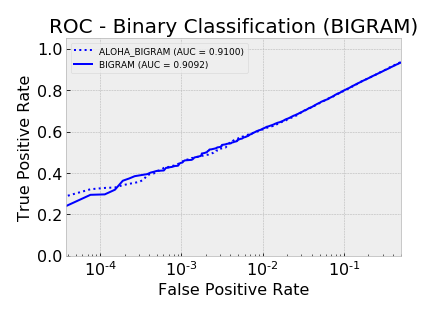 ROC - Binary Classification (BIGRAM)
ALOHA_BIGRAM (AUC = 0.9100)
BIGRAM (AUC = 0.9092)
True Positive Rate
1.0
0.8
0.6
0.4
0.2
0.0
10⁻⁴ 10⁻³ 10⁻² 10⁻¹
False Positive Rate